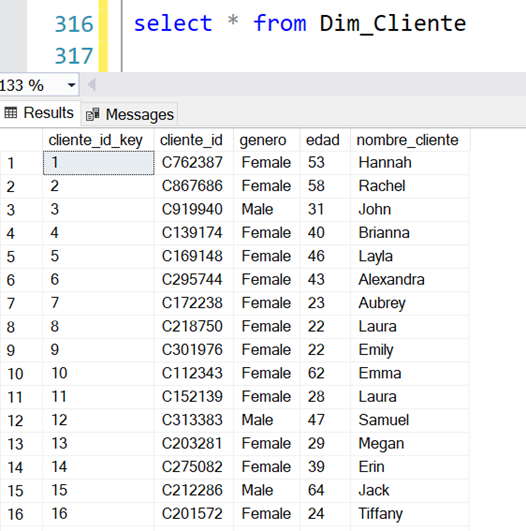 316 select * from Dim_Cliente
317
133 %
Results Messages
cliente_id_key cliente_id genero edad nombre_cliente
1 1 C762387 Female 53 Hannah
2 2 C867686 Female 58 Rachel
3 3 C919940 Male 31 John
4 4 C139174 Female 40 Brianna
5 5 C169148 Female 46 Layla
6 6 C295744 Female 43 Alexandra
7 7 C172238 Female 23 Aubrey
8 8 C218750 Female 22 Laura
9 9 C301976 Female 22 Emily
10 10 C112343 Female 62 Emma
11 11 C152139 Female 28 Laura
12 12 C313383 Male 47 Samuel
13 13 C203281 Female 29 Megan
14 14 C275082 Female 39 Erin
15 15 C212286 Male 64 Jack
16 16 C201572 Female 24 Tiffany